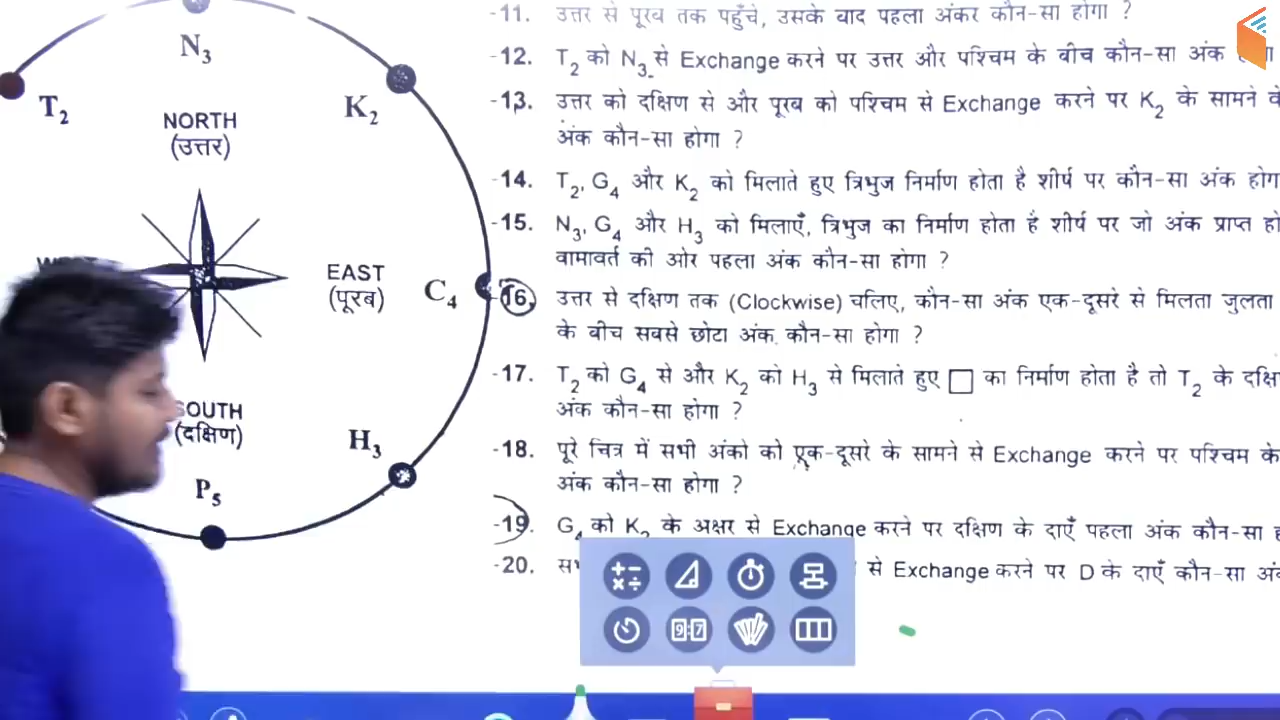 N3
T2
K2
NORTH
(उत्तर)
EAST
(पूरब)
C4
SOUTH
(दक्षिण)
H3
P5
-11. उत्तर से पूरब तक पहुँचे, उसके बाद पहला अंकर कौन-सा होगा ?
-12. T2 को N3 से Exchange करने पर उत्तर और पश्चिम के बीच कौन-सा अंक
-13. उत्तर को दक्षिण से और पूरब को पश्चिम से Exchange करने पर K2 के सामने
अंक कौन-सा होगा ?
-14. T2, G4 और K2 को मिलाते हुए त्रिभुज निर्माण होता है शीर्ष पर कौन-सा अंक
-15. N3, G4 और H3 को मिलाएँ, त्रिभुज का निर्माण होता है शीर्ष पर जो अंक प्राप्त
वामावर्त की ओर पहला अंक कौन-सा होगा ?
-16. उत्तर से दक्षिण तक (Clockwise) चलिए, कौन-सा अंक एक-दूसरे से मिलता जुलता
के बीच सबसे छोटा अंक कौन-सा होगा ?
-17. T2 को G4 से और K2 को H3 से मिलाते हुए □ का निर्माण होता है तो T2 के
अंक कौन-सा होगा ?
-18. पूरे चित्र में सभी अंको को एक-दूसरे के सामने से Exchange करने पर पश्चिम के
अंक कौन-सा होगा ?
-19. G4 को K2 के अक्षर से Exchange करने पर दक्षिण के दाएँ पहला अंक कौन-सा
-20. से Exchange करने पर D के दाएँ कौन-सा
9:7